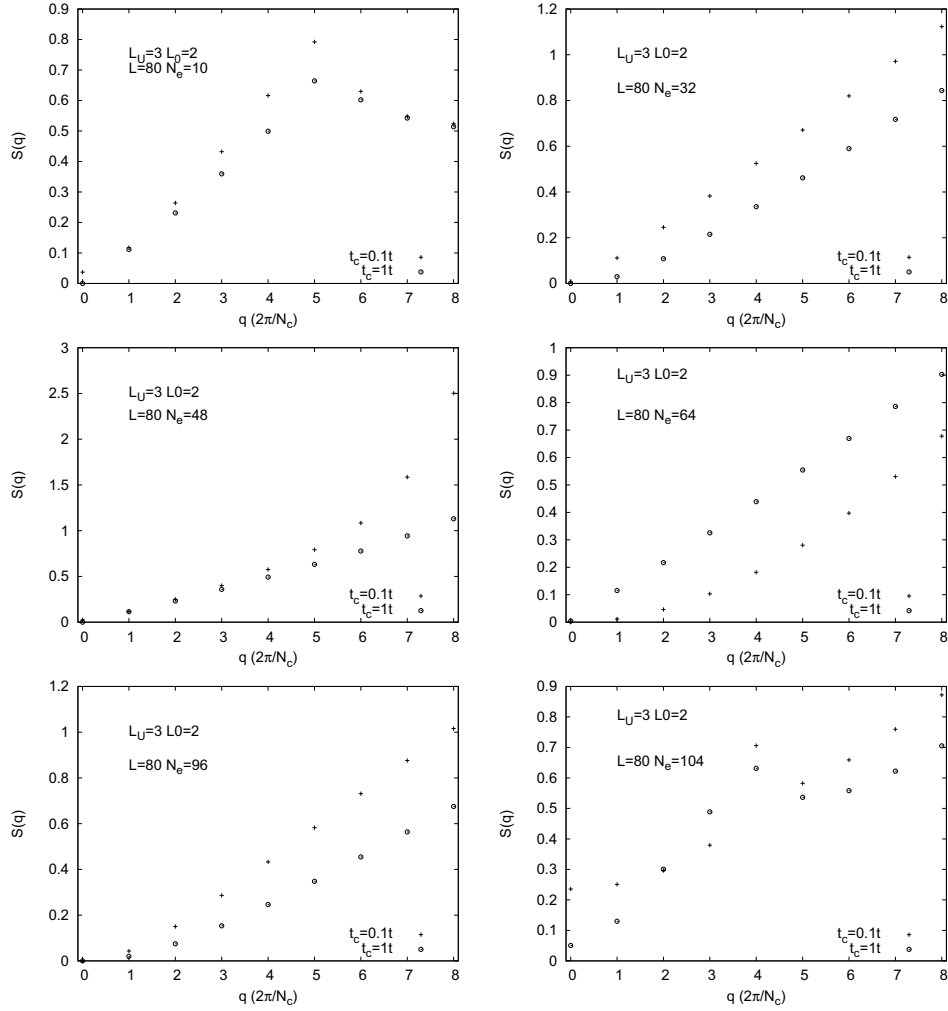 0.9
0.8
0.7
0.6
0.5
0.4
0.3
0.2
0.1
0
S(q)
L_U=3 L_0=2
L=80 N_e=10
t_c=0.1t
t_c=1t
0 1 2 3 4 5 6 7 8
q (2π/N_c)
1.2
1
0.8
0.6
0.4
0.2
0
S(q)
L_U=3 L0=2
L=80 N_e=32
t_c=0.1t
t_c=1t
0 1 2 3 4 5 6 7 8
q (2π/N_c)
3
2.5
2
1.5
1
0.5
0
S(q)
L_U=3 L0=2
L=80 N_e=48
t_c=0.1t
t_c=1t
0 1 2 3 4 5 6 7 8
q (2π/N_c)
1
0.9
0.8
0.7
0.6
0.5
0.4
0.3
0.2
0.1
0
S(q)
L_U=3 L0=2
L=80 N_e=64
t_c=0.1t
t_c=1t
0 1 2 3 4 5 6 7 8
q (2π/N_c)
1.2
1
0.8
0.6
0.4
0.2
0
S(q)
L_U=3 L0=2
L=80 N_e=96
t_c=0.1t
t_c=1t
0 1 2 3 4 5 6 7 8
q (2π/N_c)
0.9
0.8
0.7
0.6
0.5
0.4
0.3
0.2
0.1
0
S(q)
L_U=3 L0=2
L=80 N_e=104
t_c=0.1t
t_c=1t
0 1 2 3 4 5 6 7 8
q (2π/N_c)